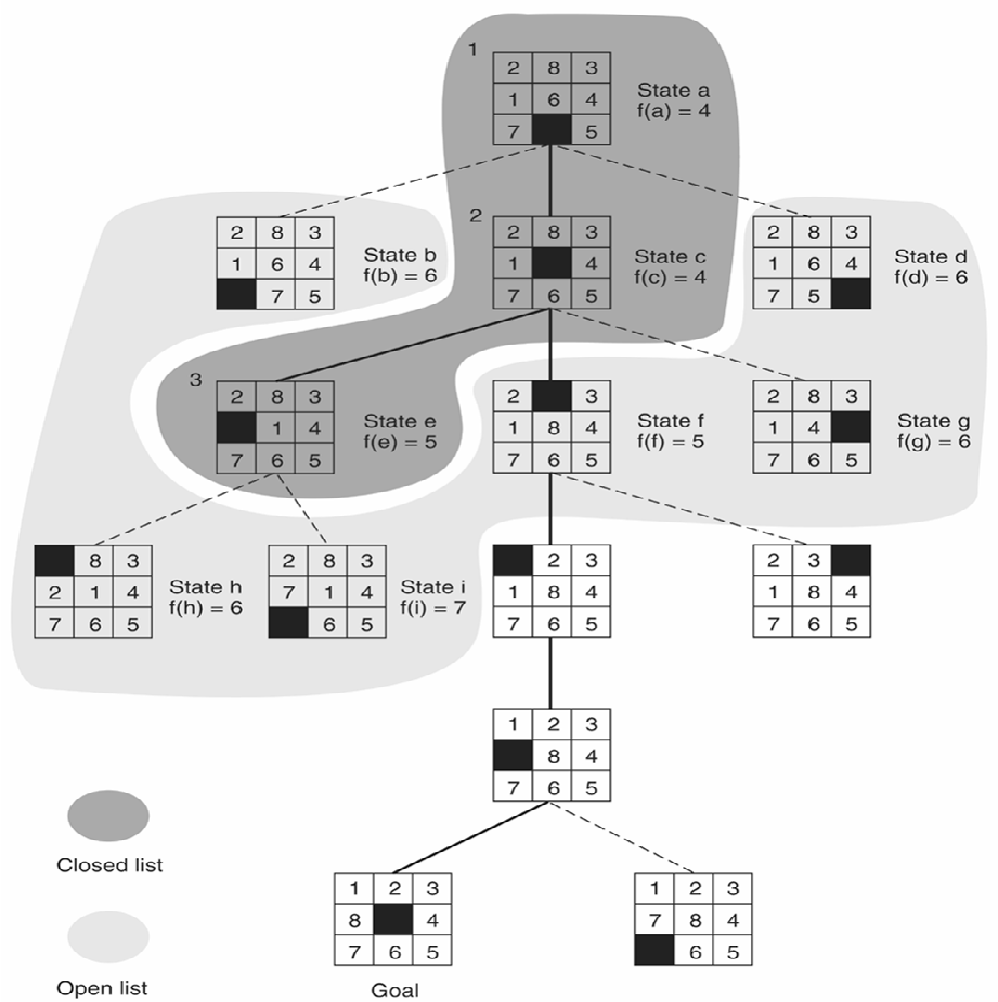 1
2 8 3
1 6 4
7 5
State a
f(a) = 4
2 8 3
1 6 4
7 5
State b
f(b) = 6
2
2 8 3
1 4
7 6 5
State c
f(c) = 4
2 8 3
1 6 4
7 5
State d
f(d) = 6
3
2 8 3
1 4
7 6 5
State e
f(e) = 5
2 3
1 8 4
7 6 5
State f
f(f) = 5
2 8 3
1 4
7 6 5
State g
f(g) = 6
8 3
2 1 4
7 6 5
State h
f(h) = 6
2 8 3
7 1 4
6 5
State i
f(i) = 7
2 3
1 8 4
7 6 5
2 3
1 8 4
7 6 5
1 2 3
8 4
7 6 5
Closed list
1 2 3
8 4
7 6 5
Goal
1 2 3
7 8 4
6 5
Open list